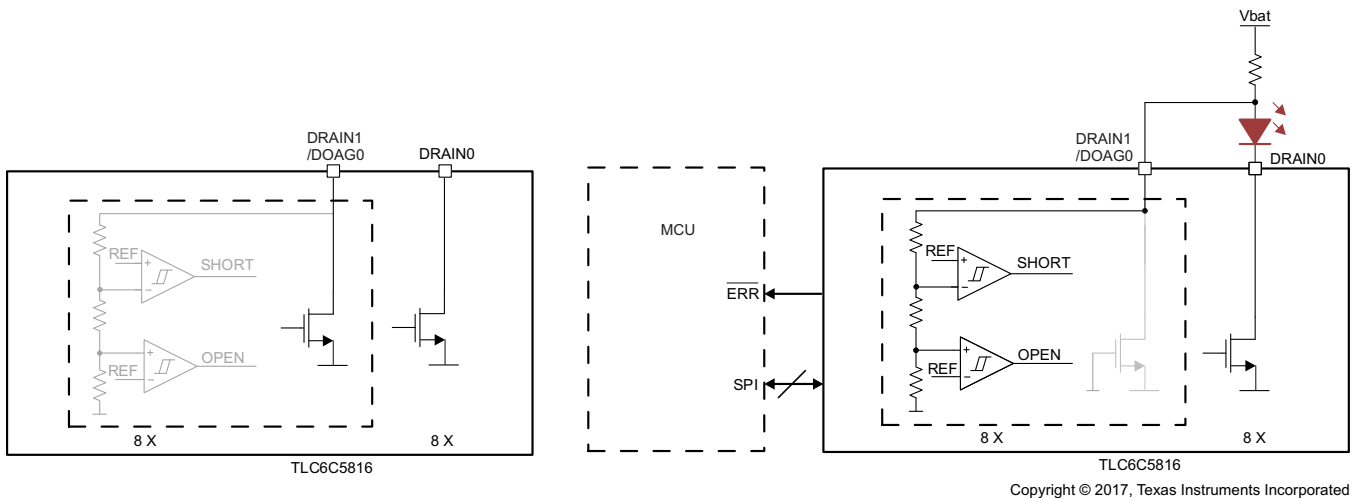 DRAIN1
/DOAG0
DRAIN0
REF
+
-
SHORT
+
REF
-
OPEN
8 X
8 X
TLC6C5816
MCU
ERR
SPI
Vbat
DRAIN1
/DOAG0
DRAIN0
REF
+
-
SHORT
+
REF
-
OPEN
8 X
8 X
TLC6C5816
Copyright © 2017, Texas Instruments Incorporated